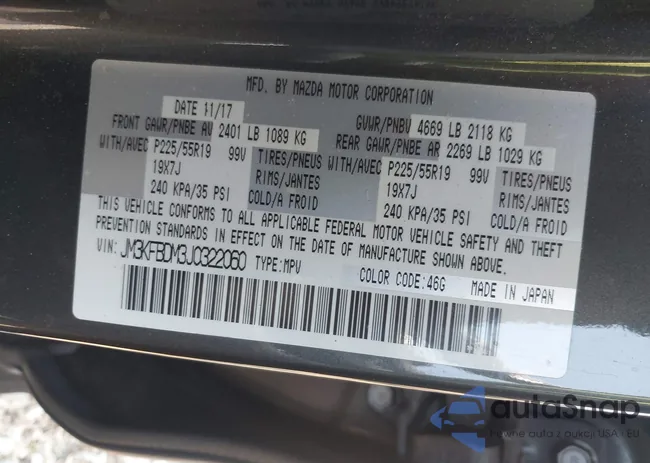 MFD. BY MAZDA MOTOR CORPORATION
DATE 11/17
GVWR/PNBV 4669 LB 2118 KG
FRONT GAWR/PNBE AV 2401 LB 1089 KG
REAR GAWR/PNBE AR 2269 LB 1029 KG
WITH/AVEC P225/55R19 99V TIRES/PNEUS
19X7J RIMS/JANTES
240 KPA/35 PSI COLD/A FROID
WITH/AVEC P225/55R19 99V TIRES/PNEUS
19X7J RIMS/JANTES
240 KPA/35 PSI COLD/A FROID
THIS VEHICLE CONFORMS TO ALL APPLICABLE FEDERAL MOTOR VEHICLE SAFETY AND THEFT
PREVENTION STANDARDS IN EFFECT ON THE DATE OF MANUFACTURE SHOWN ABOVE.
VIN: JM3KFBDM3J0322060 TYPE: MPV
COLOR CODE: 46G MADE IN JAPAN
autoSnap
Pewne auta z aukcji USA i EU